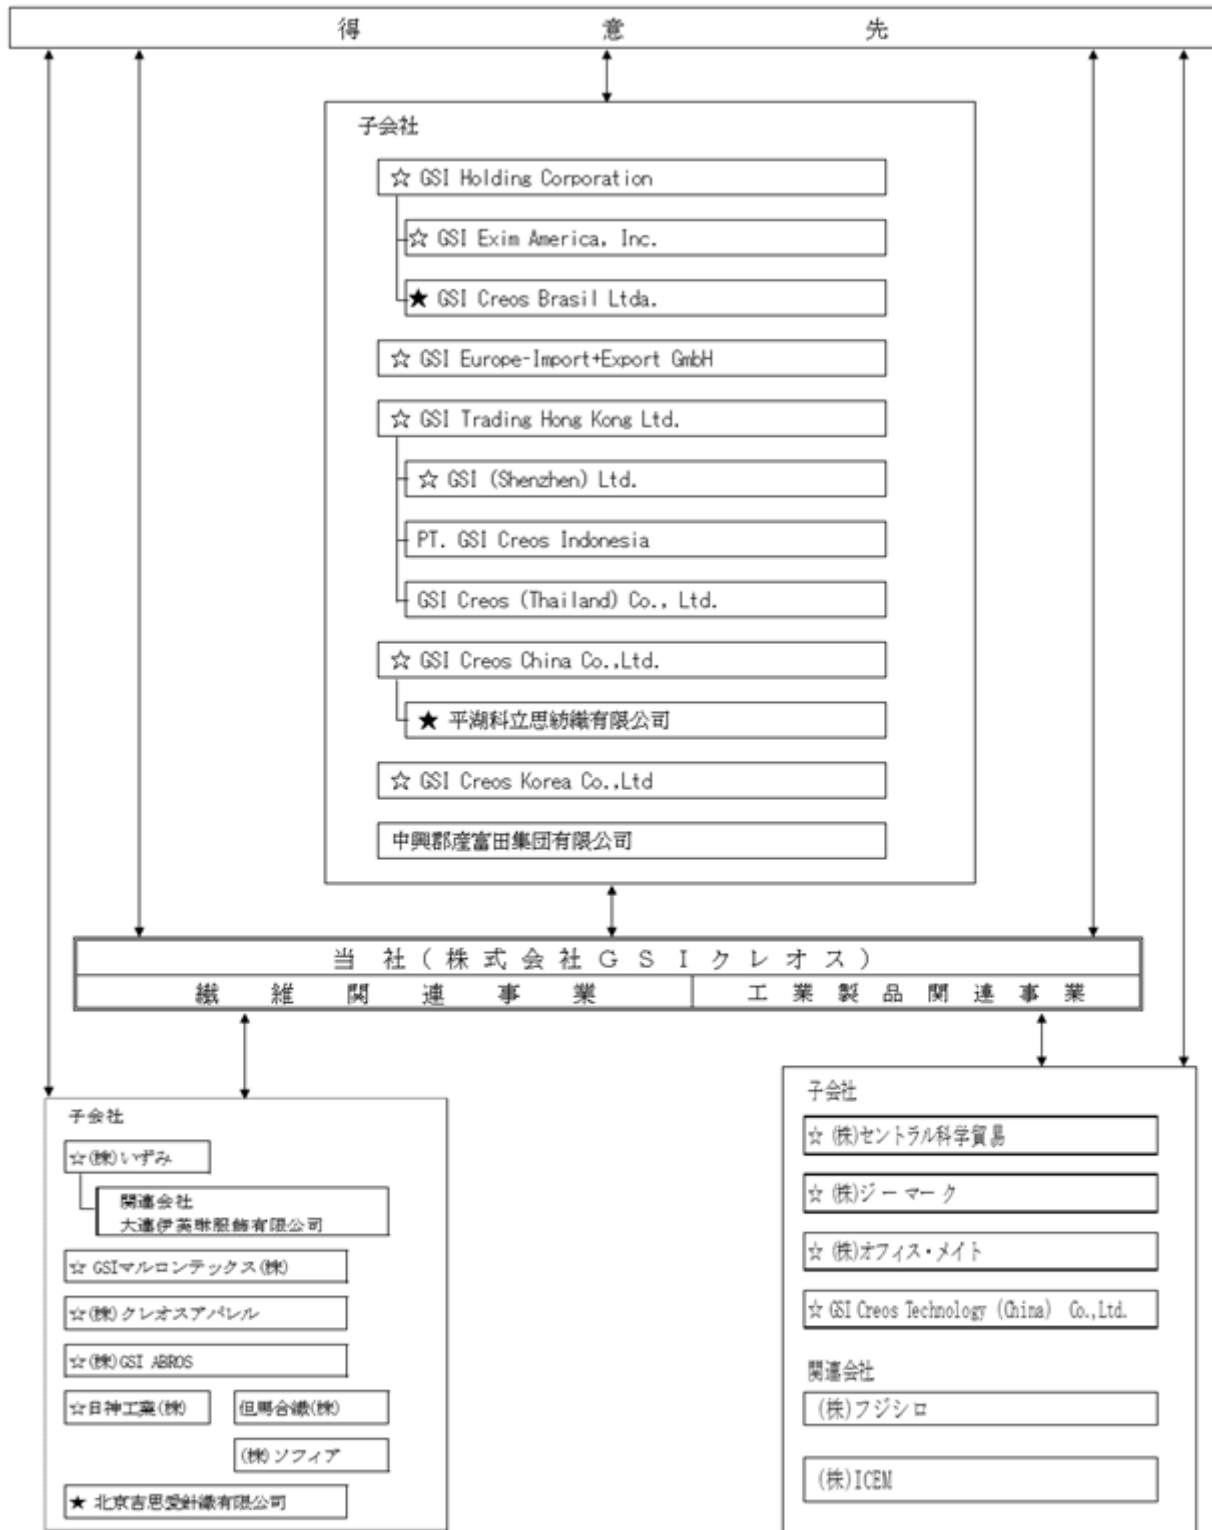 得意先
子会社
☆ GSI Holding Corporation
☆ GSI Exim America, Inc.
★ GSI Creos Brasil Ltda.
☆ GSI Europe-Import+Export GmbH
☆ GSI Trading Hong Kong Ltd.
☆ GSI (Shenzhen) Ltd.
PT. GSI Creos Indonesia
GSI Creos (Thailand) Co., Ltd.
☆ GSI Creos China Co.,Ltd.
★ 平湖科立思紡織有限公司
☆ GSI Creos Korea Co.,Ltd
中興郡産富田集団有限公司
当社(株式会社GSIクレオス)
繊維関連事業
工業製品関連事業
子会社
☆(株)いずみ
関連会社
大連伊芙琳服飾有限公司
☆ GSIマルロンテックス(株)
☆(株)クレオスアパレル
☆(株)GSI ABROS
☆日神工業(株)
但馬合繊(株)
(株)ソフィア
★ 北京吉思愛針織有限公司
子会社
☆ (株)セントラル科学貿易
☆ (株)ジーマーク
☆ (株)オフィス・メイト
☆ GSI Creos Technology (China) Co.,Ltd.
関連会社
(株)フジシロ
(株)ICEM